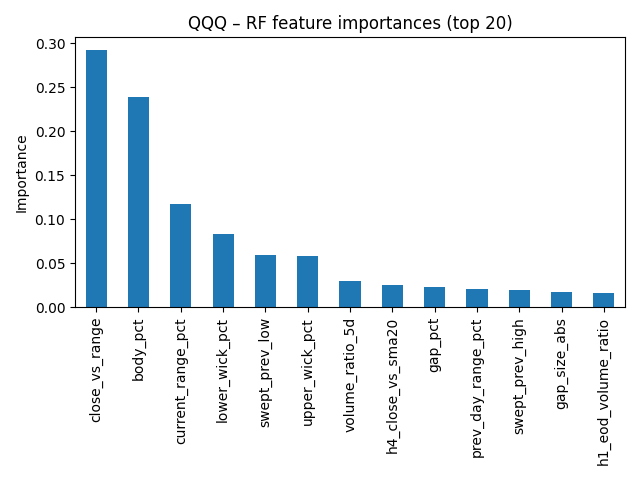 QQQ – RF feature importances (top 20)
Importance
0.30
0.25
0.20
0.15
0.10
0.05
0.00
close_vs_range
body_pct
current_range_pct
lower_wick_pct
swept_prev_low
upper_wick_pct
volume_ratio_5d
h4_close_vs_sma20
gap_pct
prev_day_range_pct
swept_prev_high
gap_size_abs
h1_eod_volume_ratio